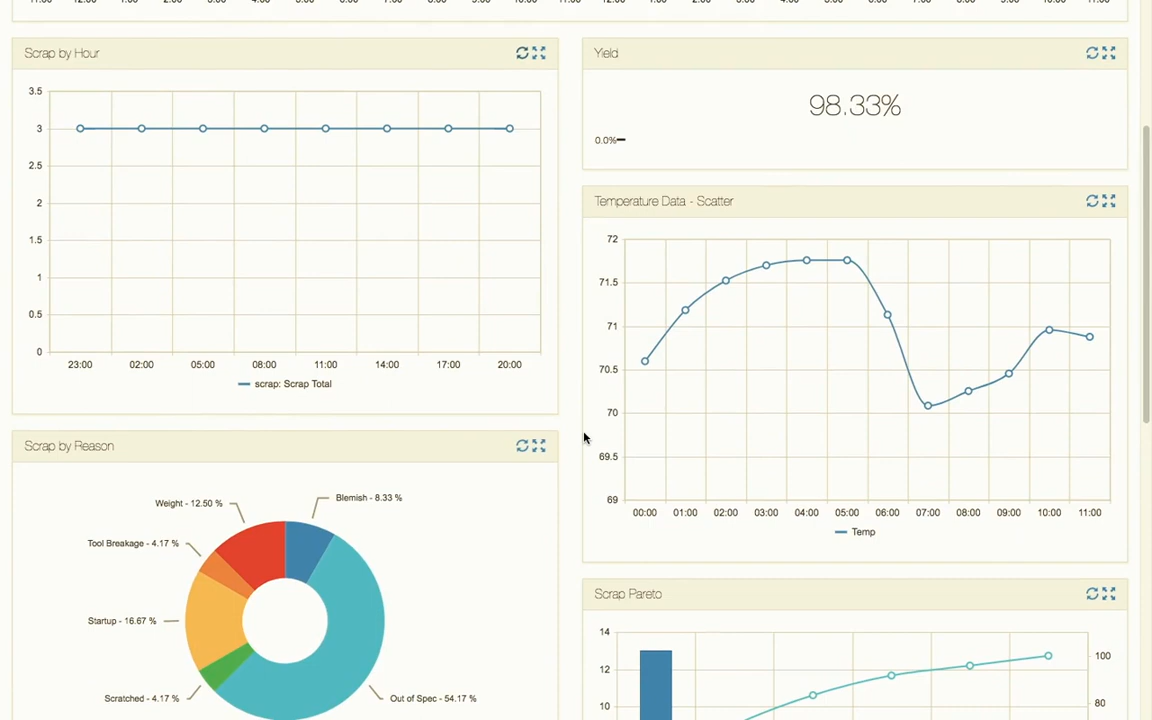 Scrap by Hour
3.5
3
2.5
2
1.5
1
0.5
0
23:00 02:00 05:00 08:00 11:00 14:00 17:00 20:00
scrap: Scrap Total
Yield
98.33%
0.0%
Temperature Data - Scatter
72
71.5
71
70.5
70
69.5
69
00:00 01:00 02:00 03:00 04:00 05:00 06:00 07:00 08:00 09:00 10:00 11:00
Temp
Scrap by Reason
Weight - 12.50 %
Blemish - 8.33 %
Tool Breakage - 4.17 %
Startup - 16.67 %
Scratched - 4.17 %
Out of Spec - 54.17 %
Scrap Pareto
14
12
10
100
80